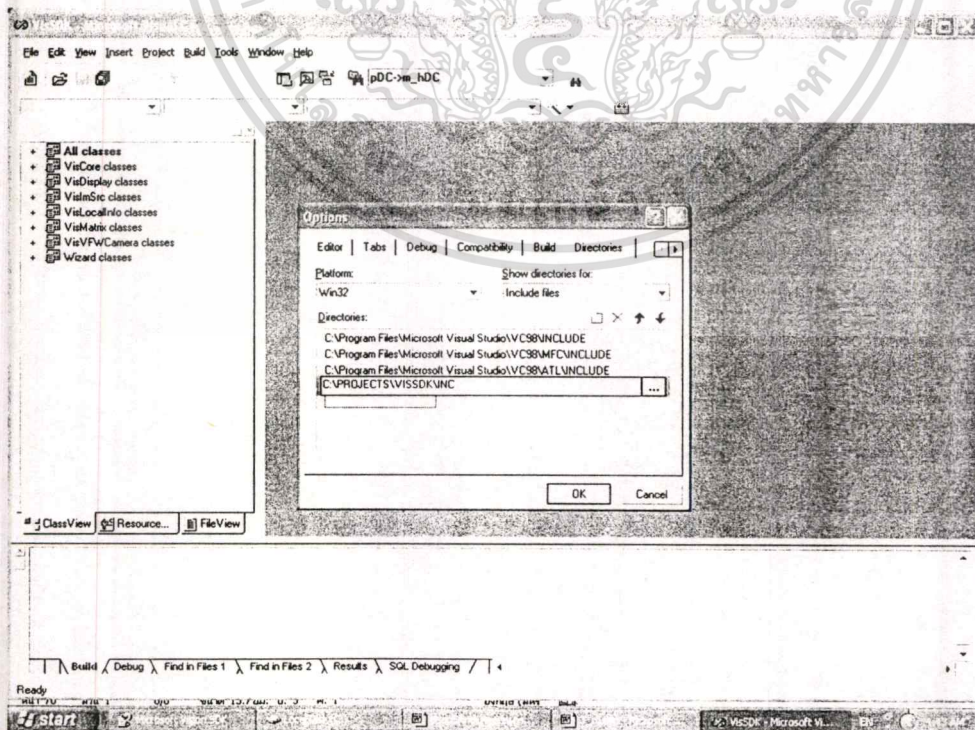 File Edit View Insert Project Build Tools Window Help
pDC->m_hDC
All classes
VisCore classes
VisDisplay classes
VisImSrc classes
VisLocalInfo classes
VisMatrix classes
VisVFWCamera classes
Wizard classes
Options
Editor Tabs Debug Compatibility Build Directories
Platform: Show directories for:
Win32 Include files
Directories:
C:\Program Files\Microsoft Visual Studio\VC98\INCLUDE
C:\Program Files\Microsoft Visual Studio\VC98\MFC\INCLUDE
C:\Program Files\Microsoft Visual Studio\VC98\ATL\INCLUDE
C:\PROJECTS\VISSDK\INC
...
OK Cancel
ClassView Resource... FileView
Build Debug Find in Files 1 Find in Files 2 Results SQL Debugging
Ready
start
VisSDK - Microsoft Vi... EN